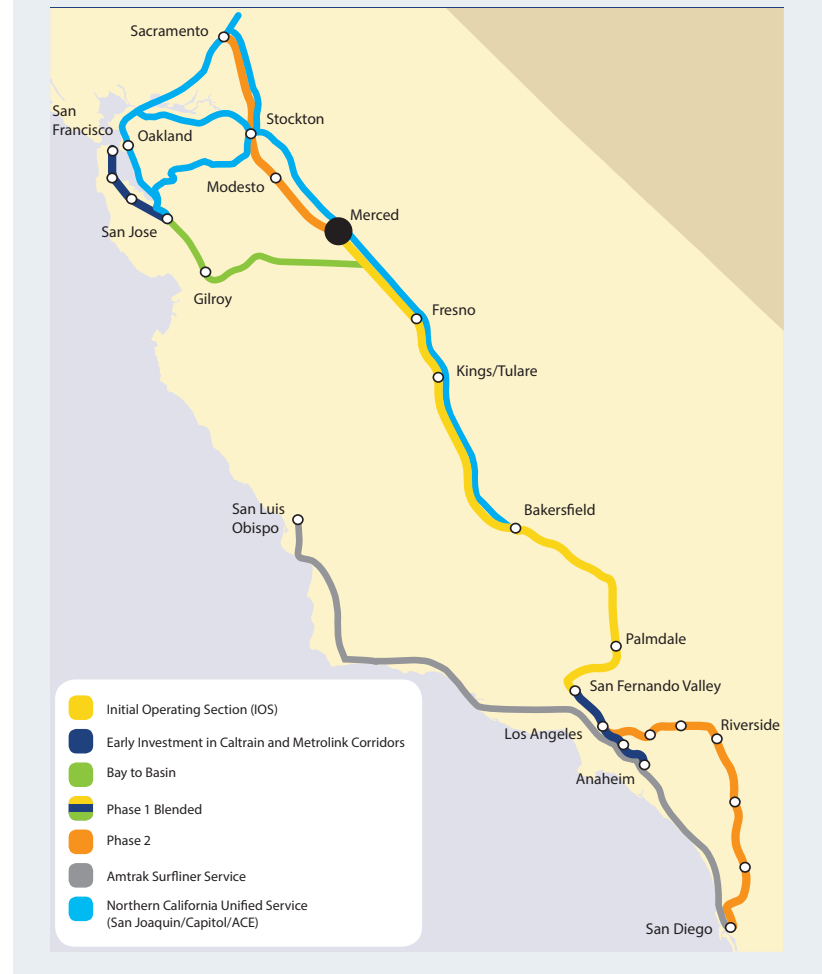 Sacramento
San
Francisco
Oakland
Stockton
Modesto
Merced
San Jose
Gilroy
Fresno
Kings/Tulare
San Luis
Obispo
Bakersfield
Palmdale
San Fernando Valley
Los Angeles
Riverside
Anaheim
San Diego
Initial Operating Section (IOS)
Early Investment in Caltrain and Metrolink Corridors
Bay to Basin
Phase 1 Blended
Phase 2
Amtrak Surfliner Service
Northern California Unified Service
(San Joaquin/Capitol/ACE)